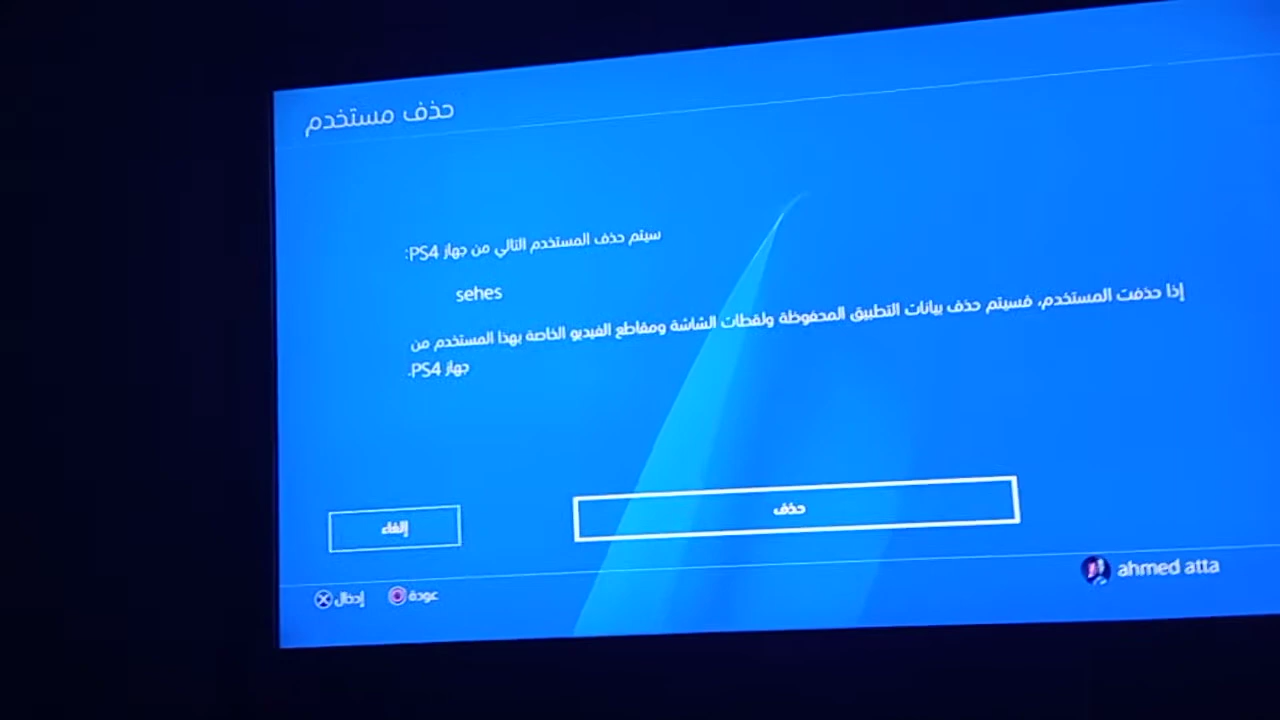 حذف مستخدم
سيتم حذف المستخدم التالي من جهاز PS4:
sehes
إذا حذفت المستخدم، فسيتم حذف بيانات التطبيق المحفوظة ولقطات الشاشة ومقاطع الفيديو الخاصة بهذا المستخدم من
جهاز PS4.
حذف
إلغاء
ahmed atta
إدخال
عودة